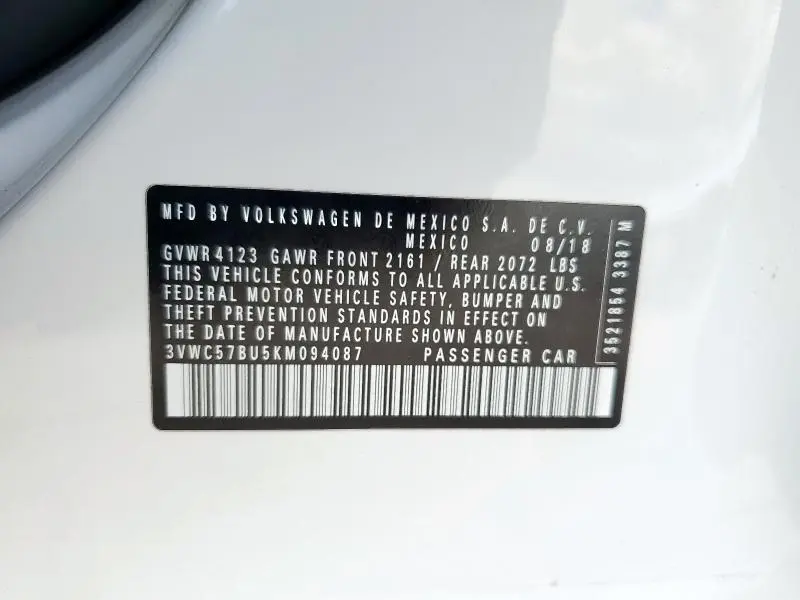 MFD BY VOLKSWAGEN DE MEXICO S.A. DE C.V.
MEXICO 08/18
GVWR 4123 GAWR FRONT 2161 / REAR 2072 LBS
THIS VEHICLE CONFORMS TO ALL APPLICABLE U.S.
FEDERAL MOTOR VEHICLE SAFETY, BUMPER AND
THEFT PREVENTION STANDARDS IN EFFECT ON
THE DATE OF MANUFACTURE SHOWN ABOVE.
3VWC57BU5KM094087 PASSENGER CAR
3521854 3387 M